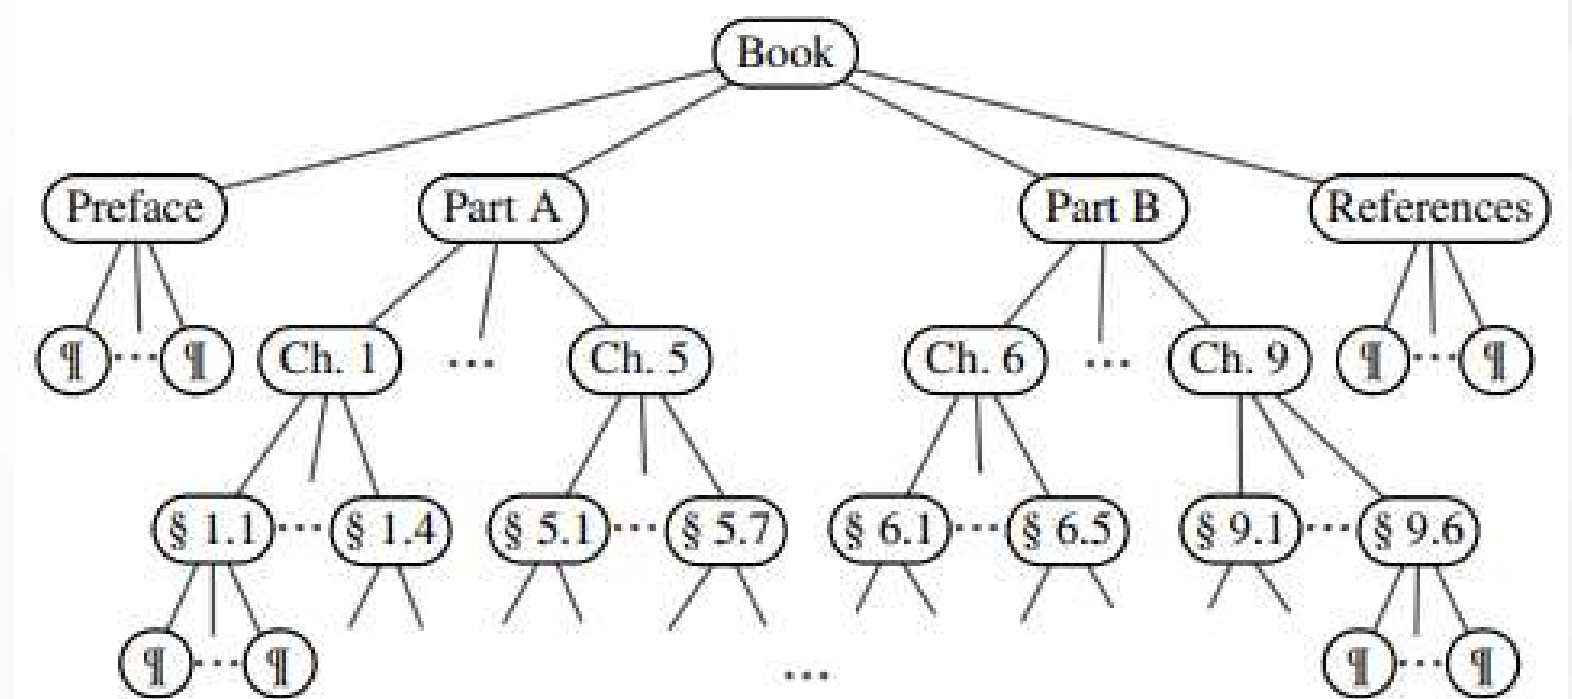 Book
Preface Part A Part B References
¶ ... ¶ Ch. 1 ... Ch. 5 Ch. 6 ... Ch. 9 ¶ ... ¶
§ 1.1 ... § 1.4 § 5.1 ... § 5.7 § 6.1 ... § 6.5 § 9.1 ... § 9.6
¶ ... ¶ ... ¶ ... ¶